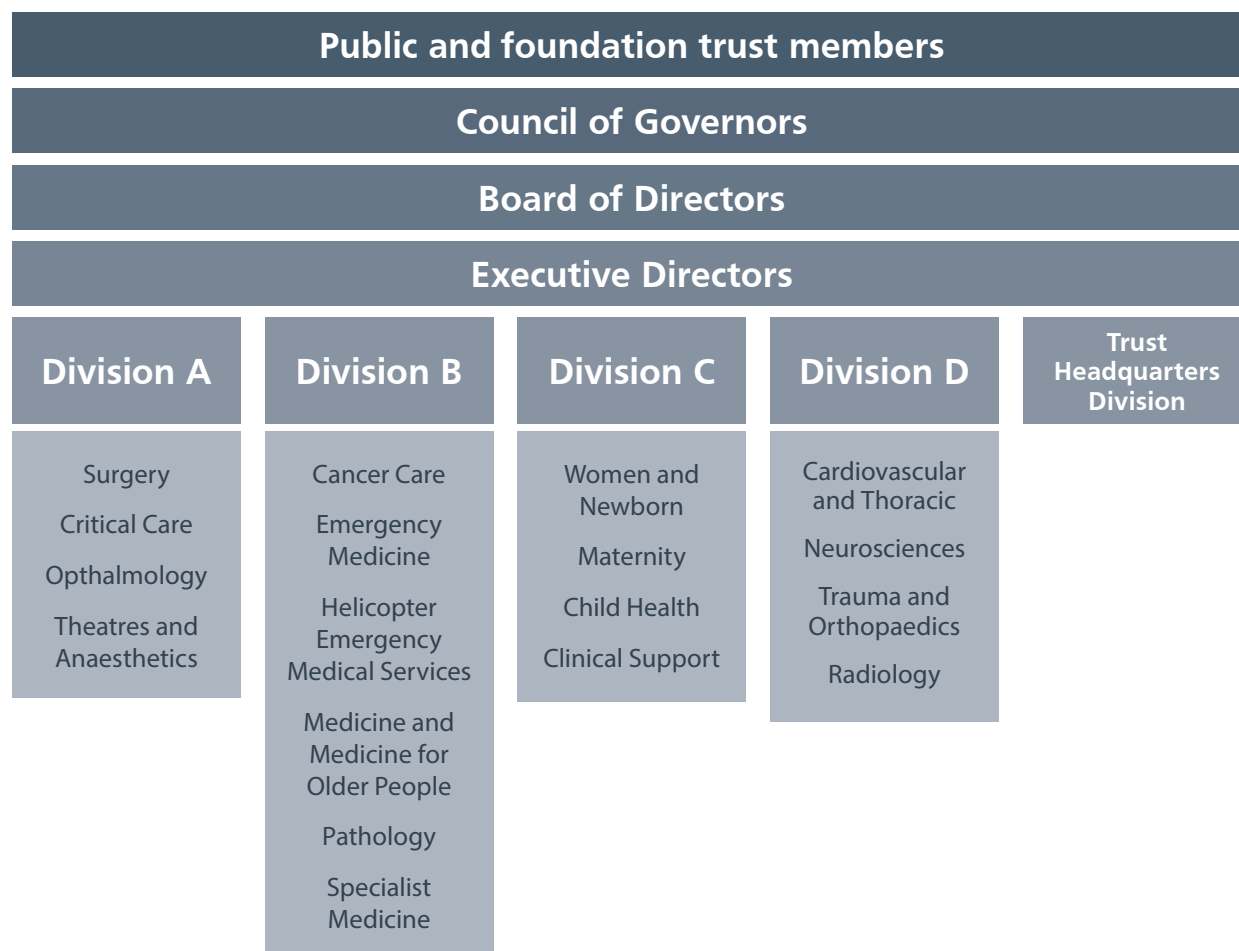 Public and foundation trust members
Council of Governors
Board of Directors
Executive Directors
Division A
Surgery
Critical Care
Opthalmology
Theatres and
Anaesthetics
Division B
Cancer Care
Emergency
Medicine
Helicopter
Emergency
Medical Services
Medicine and
Medicine for
Older People
Pathology
Specialist
Medicine
Division C
Women and
Newborn
Maternity
Child Health
Clinical Support
Division D
Cardiovascular
and Thoracic
Neurosciences
Trauma and
Orthopaedics
Radiology
Trust
Headquarters
Division